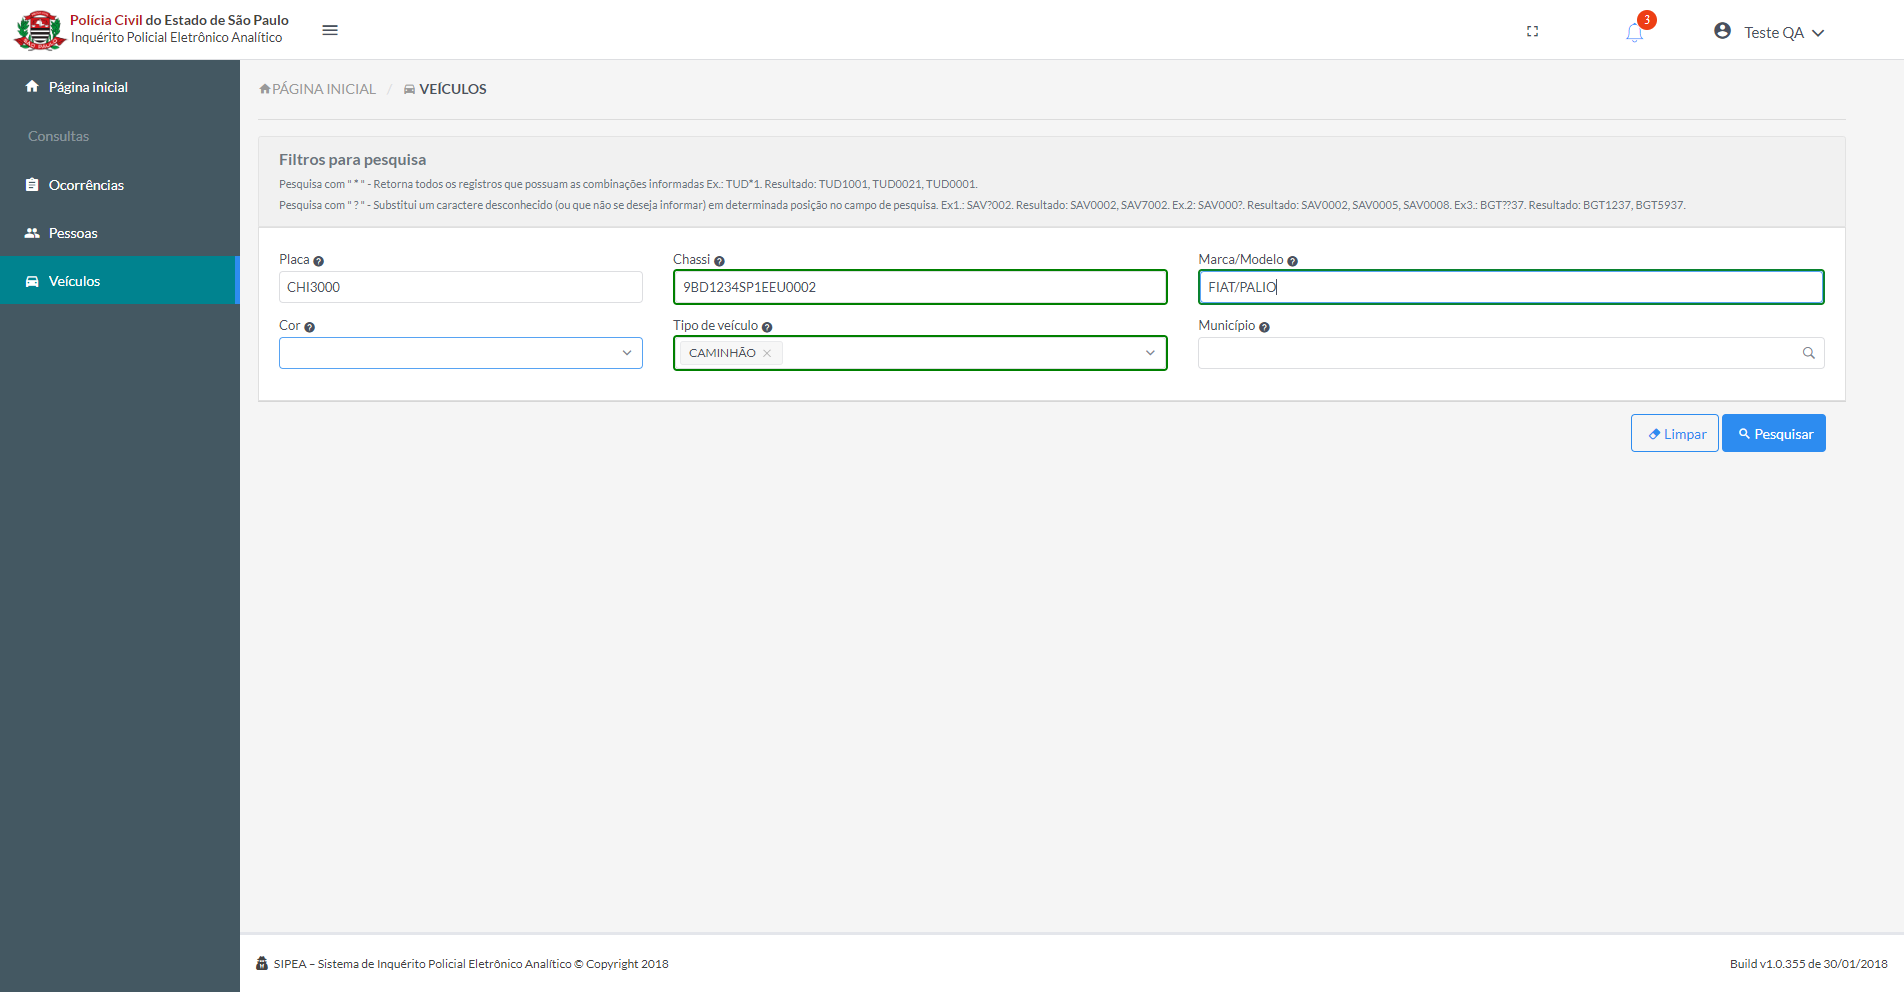 Polícia Civil do Estado de São Paulo
Inquérito Policial Eletrônico Analítico
3
Teste QA
Página inicial
Consultas
Ocorrências
Pessoas
Veículos
PÁGINA INICIAL / VEÍCULOS
Filtros para pesquisa
Pesquisa com " * " - Retorna todos os registros que possuam as combinações informadas Ex.: TUD*1. Resultado: TUD1001, TUD0021, TUD0001.
Pesquisa com " ? " - Substitui um caractere desconhecido (ou que não se deseja informar) em determinada posição no campo de pesquisa. Ex1.: SAV?002. Resultado: SAV0002, SAV7002. Ex.2: SAV000?. Resultado: SAV0002, SAV0005, SAV0008. Ex3.: BGT??37. Resultado: BGT1237, BGT5937.
Placa
Chassi
Marca/Modelo
CHI3000
9BD1234SP1EEU0002
FIAT/PALIO
Cor
Tipo de veículo
Município
CAMINHÃO
Limpar
Pesquisar
SIPEA – Sistema de Inquérito Policial Eletrônico Analítico © Copyright 2018
Build v1.0.355 de 30/01/2018